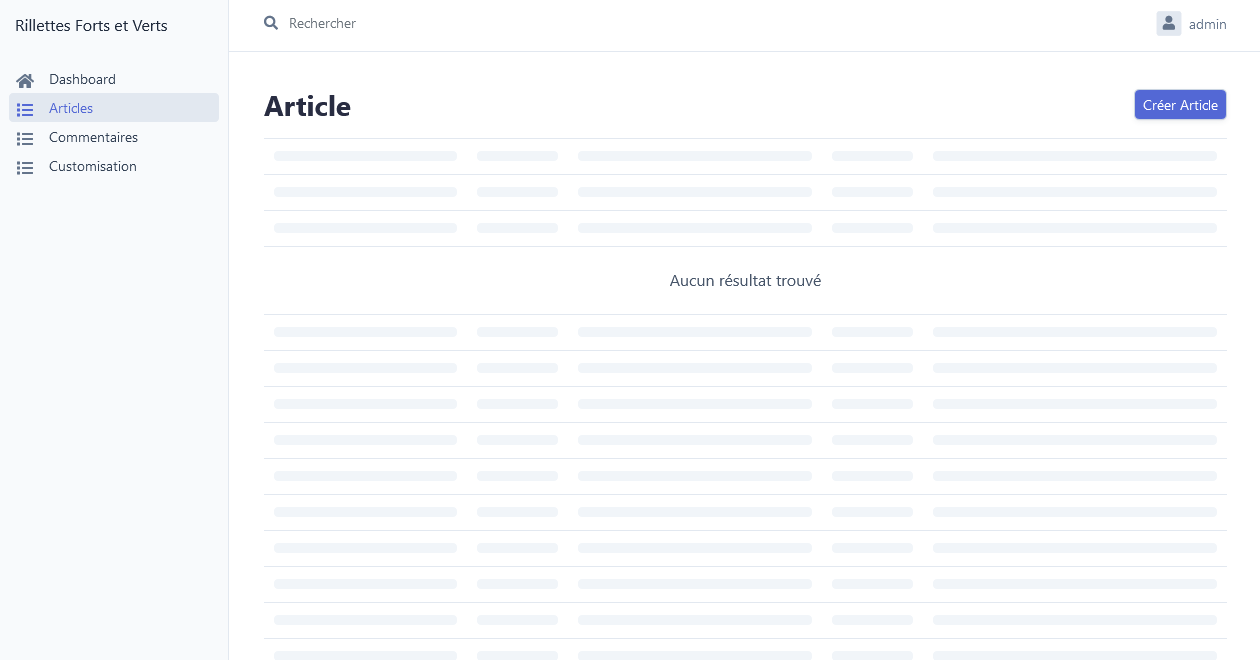 Rillettes Forts et Verts
Rechercher
admin
Dashboard
Articles
Commentaires
Customisation
Article
Créer Article
Aucun résultat trouvé